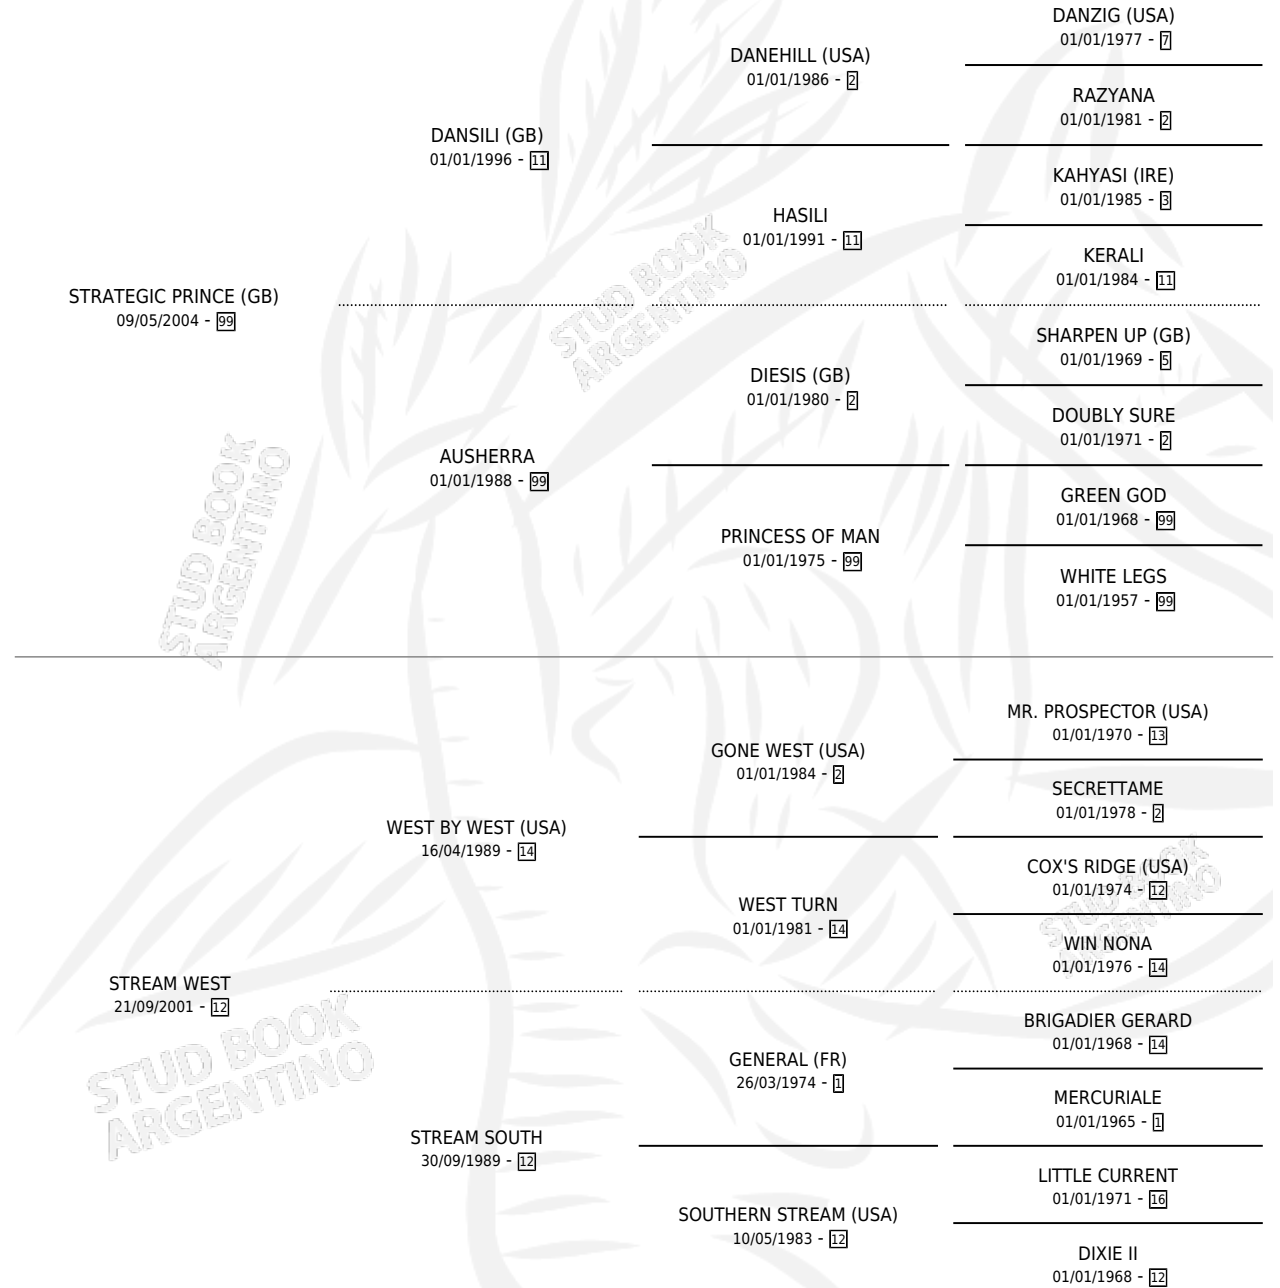 DANZIG (USA)
01/01/1977 - 7
DANEHILL (USA)
01/01/1986 - 2
RAZYANA
01/01/1981 - 2
DANSILI (GB)
01/01/1996 - 11
KAHYASI (IRE)
01/01/1985 - 3
HASILI
01/01/1991 - 11
KERALI
01/01/1984 - 11
STRATEGIC PRINCE (GB)
09/05/2004 - 99
STUD BOOK
ARGENTINO
SHARPEN UP (GB)
01/01/1969 - 5
DIESIS (GB)
01/01/1980 - 2
DOUBLY SURE
01/01/1971 - 2
AUSHERRA
01/01/1988 - 99
GREEN GOD
01/01/1968 - 99
PRINCESS OF MAN
01/01/1975 - 99
WHITE LEGS
01/01/1957 - 99
STUD BOOK
ARGENTINO
MR. PROSPECTOR (USA)
01/01/1970 - 13
GONE WEST (USA)
01/01/1984 - 2
SECRETTAME
01/01/1978 - 2
WEST BY WEST (USA)
16/04/1989 - 14
COX'S RIDGE (USA)
01/01/1974 - 12
WEST TURN
01/01/1981 - 14
STUD BOOK
ARGENTINO
WIN NONA
01/01/1976 - 14
STREAM WEST
21/09/2001 - 12
BRIGADIER GERARD
01/01/1968 - 14
GENERAL (FR)
26/03/1974 - 1
STUD BOOK
ARGENTINO
MERCURIALE
01/01/1965 - 1
STREAM SOUTH
30/09/1989 - 12
LITTLE CURRENT
01/01/1971 - 16
SOUTHERN STREAM (USA)
10/05/1983 - 12
DIXIE II
01/01/1968 - 12